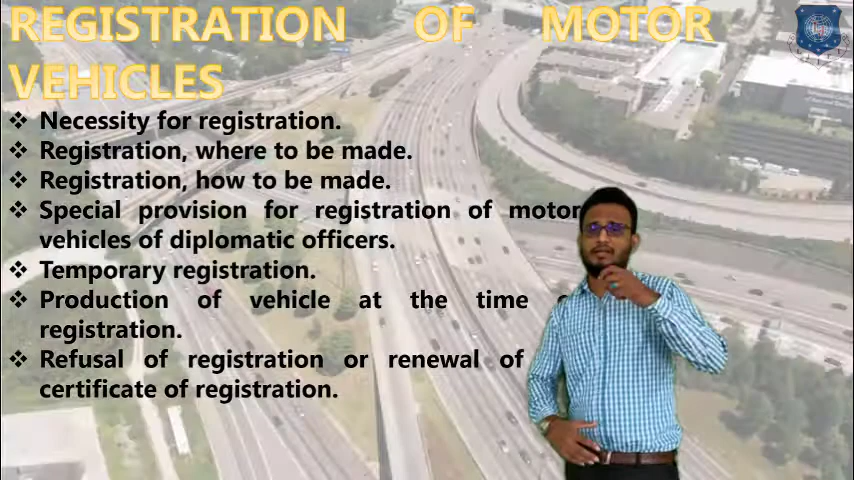 REGISTRATION OF MOTOR
VEHICLES
❖ Necessity for registration.
❖ Registration, where to be made.
❖ Registration, how to be made.
❖ Special provision for registration of motor
vehicles of diplomatic officers.
❖ Temporary registration.
❖ Production of vehicle at the time
registration.
❖ Refusal of registration or renewal of
certificate of registration.